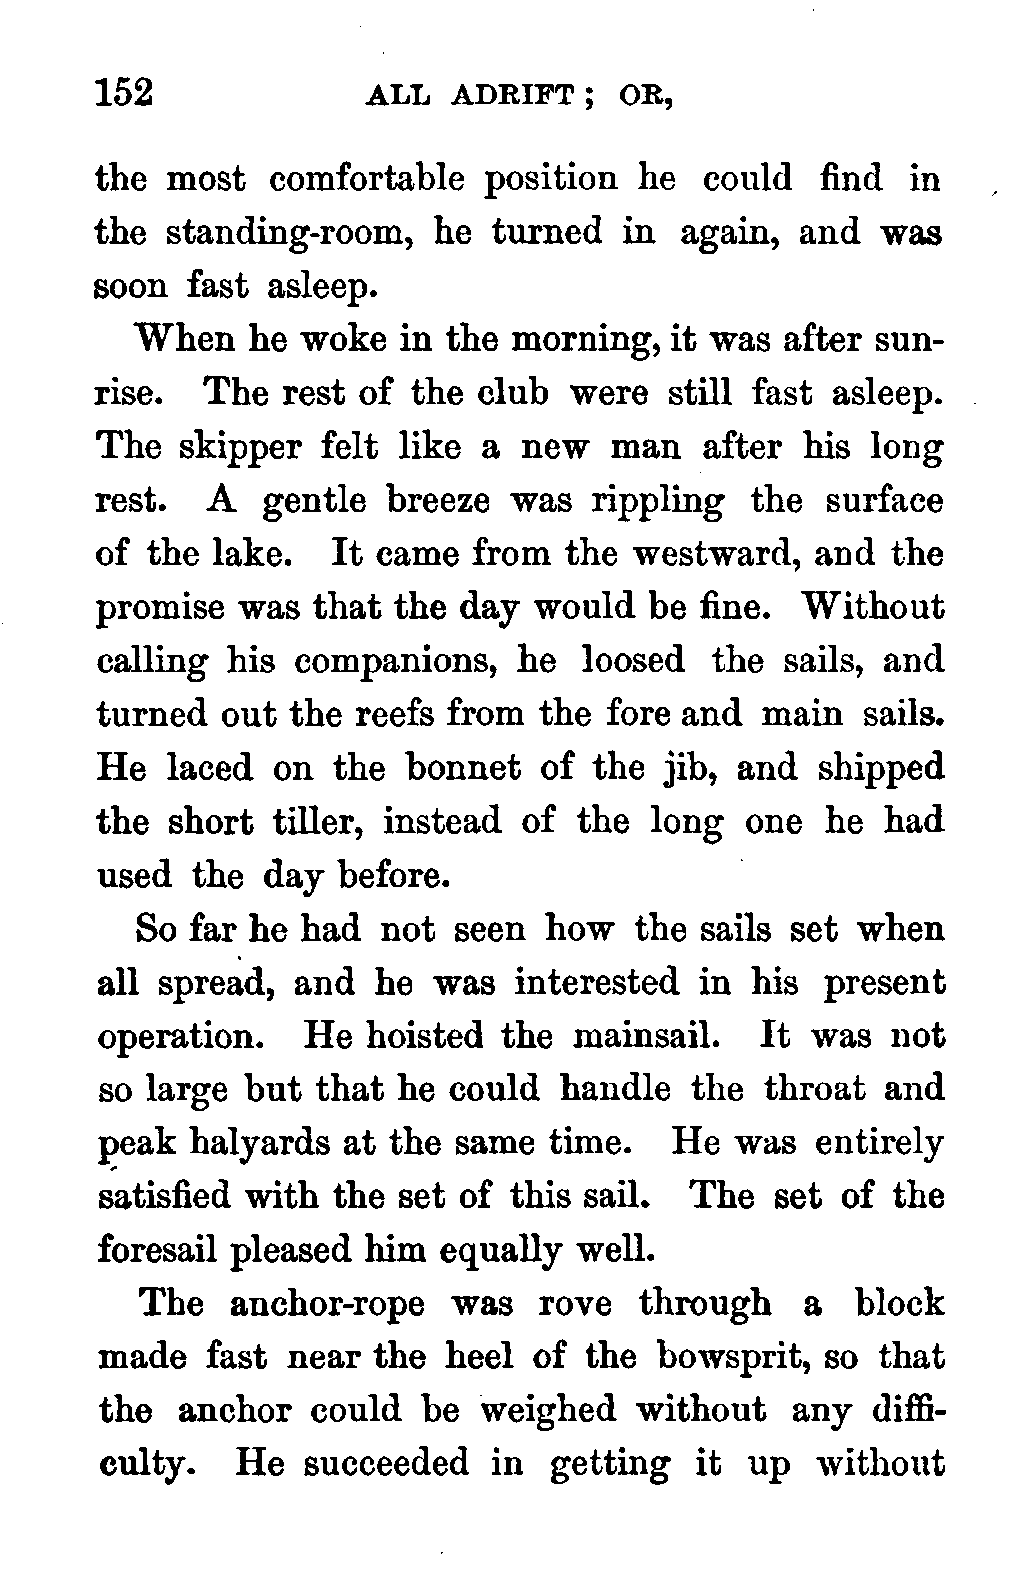 152 ALL ADRIFT; OR,
the most comfortable position he could find in
the standing-room, he turned in again, and was
soon fast asleep.
When he woke in the morning, it was after sun-
rise. The rest of the club were still fast asleep.
The skipper felt like a new man after his long
rest. A gentle breeze was rippling the surface
of the lake. It came from the westward, and the
promise was that the day would be fine. Without
calling his companions, he loosed the sails, and
turned out the reefs from the fore and main sails.
He laced on the bonnet of the jib, and shipped
the short tiller, instead of the long one he had
used the day before.
So far he had not seen how the sails set when
all spread, and he was interested in his present
operation. He hoisted the mainsail. It was not
so large but that he could handle the throat and
peak halyards at the same time. He was entirely
satisfied with the set of this sail. The set of the
foresail pleased him equally well.
The anchor-rope was rove through a block
made fast near the heel of the bowsprit, so that
the anchor could be weighed without any diffi-
culty. He succeeded in getting it up without